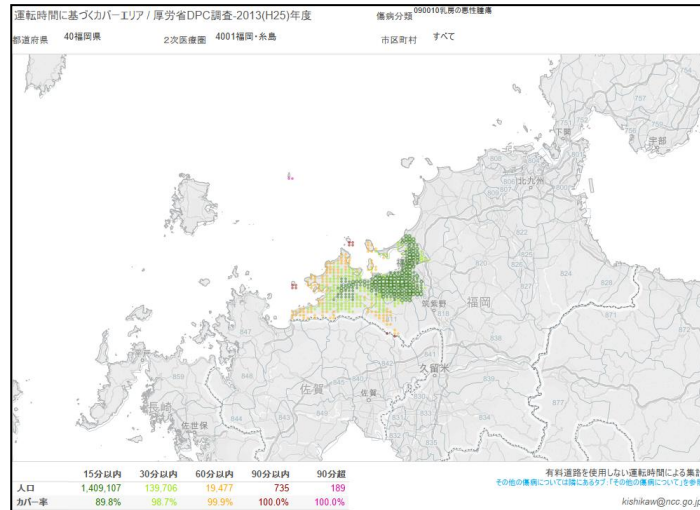 運転時間に基づくカバーエリア / 厚労省DPC調査-2013(H25)年度 傷病分類 090010乳房の悪性腫瘍
都道府県 40福岡県 2次医療圏 4001福岡・糸島 市区町村 すべて
下関
宇部
北九州
福岡
筑紫野
久留米
佐賀
佐賀
長崎
佐世保
15分以内 30分以内 60分以内 90分以内 90分超
人口 1,409,107 139,706 19,477 735 189
カバー率 89.8% 98.7% 99.9% 100.0% 100.0%
有料道路を使用しない運転時間による集計
その他の傷病については隣にあるタブ:「その他の傷病について」を参照
kishikaw@ncc.go.jp